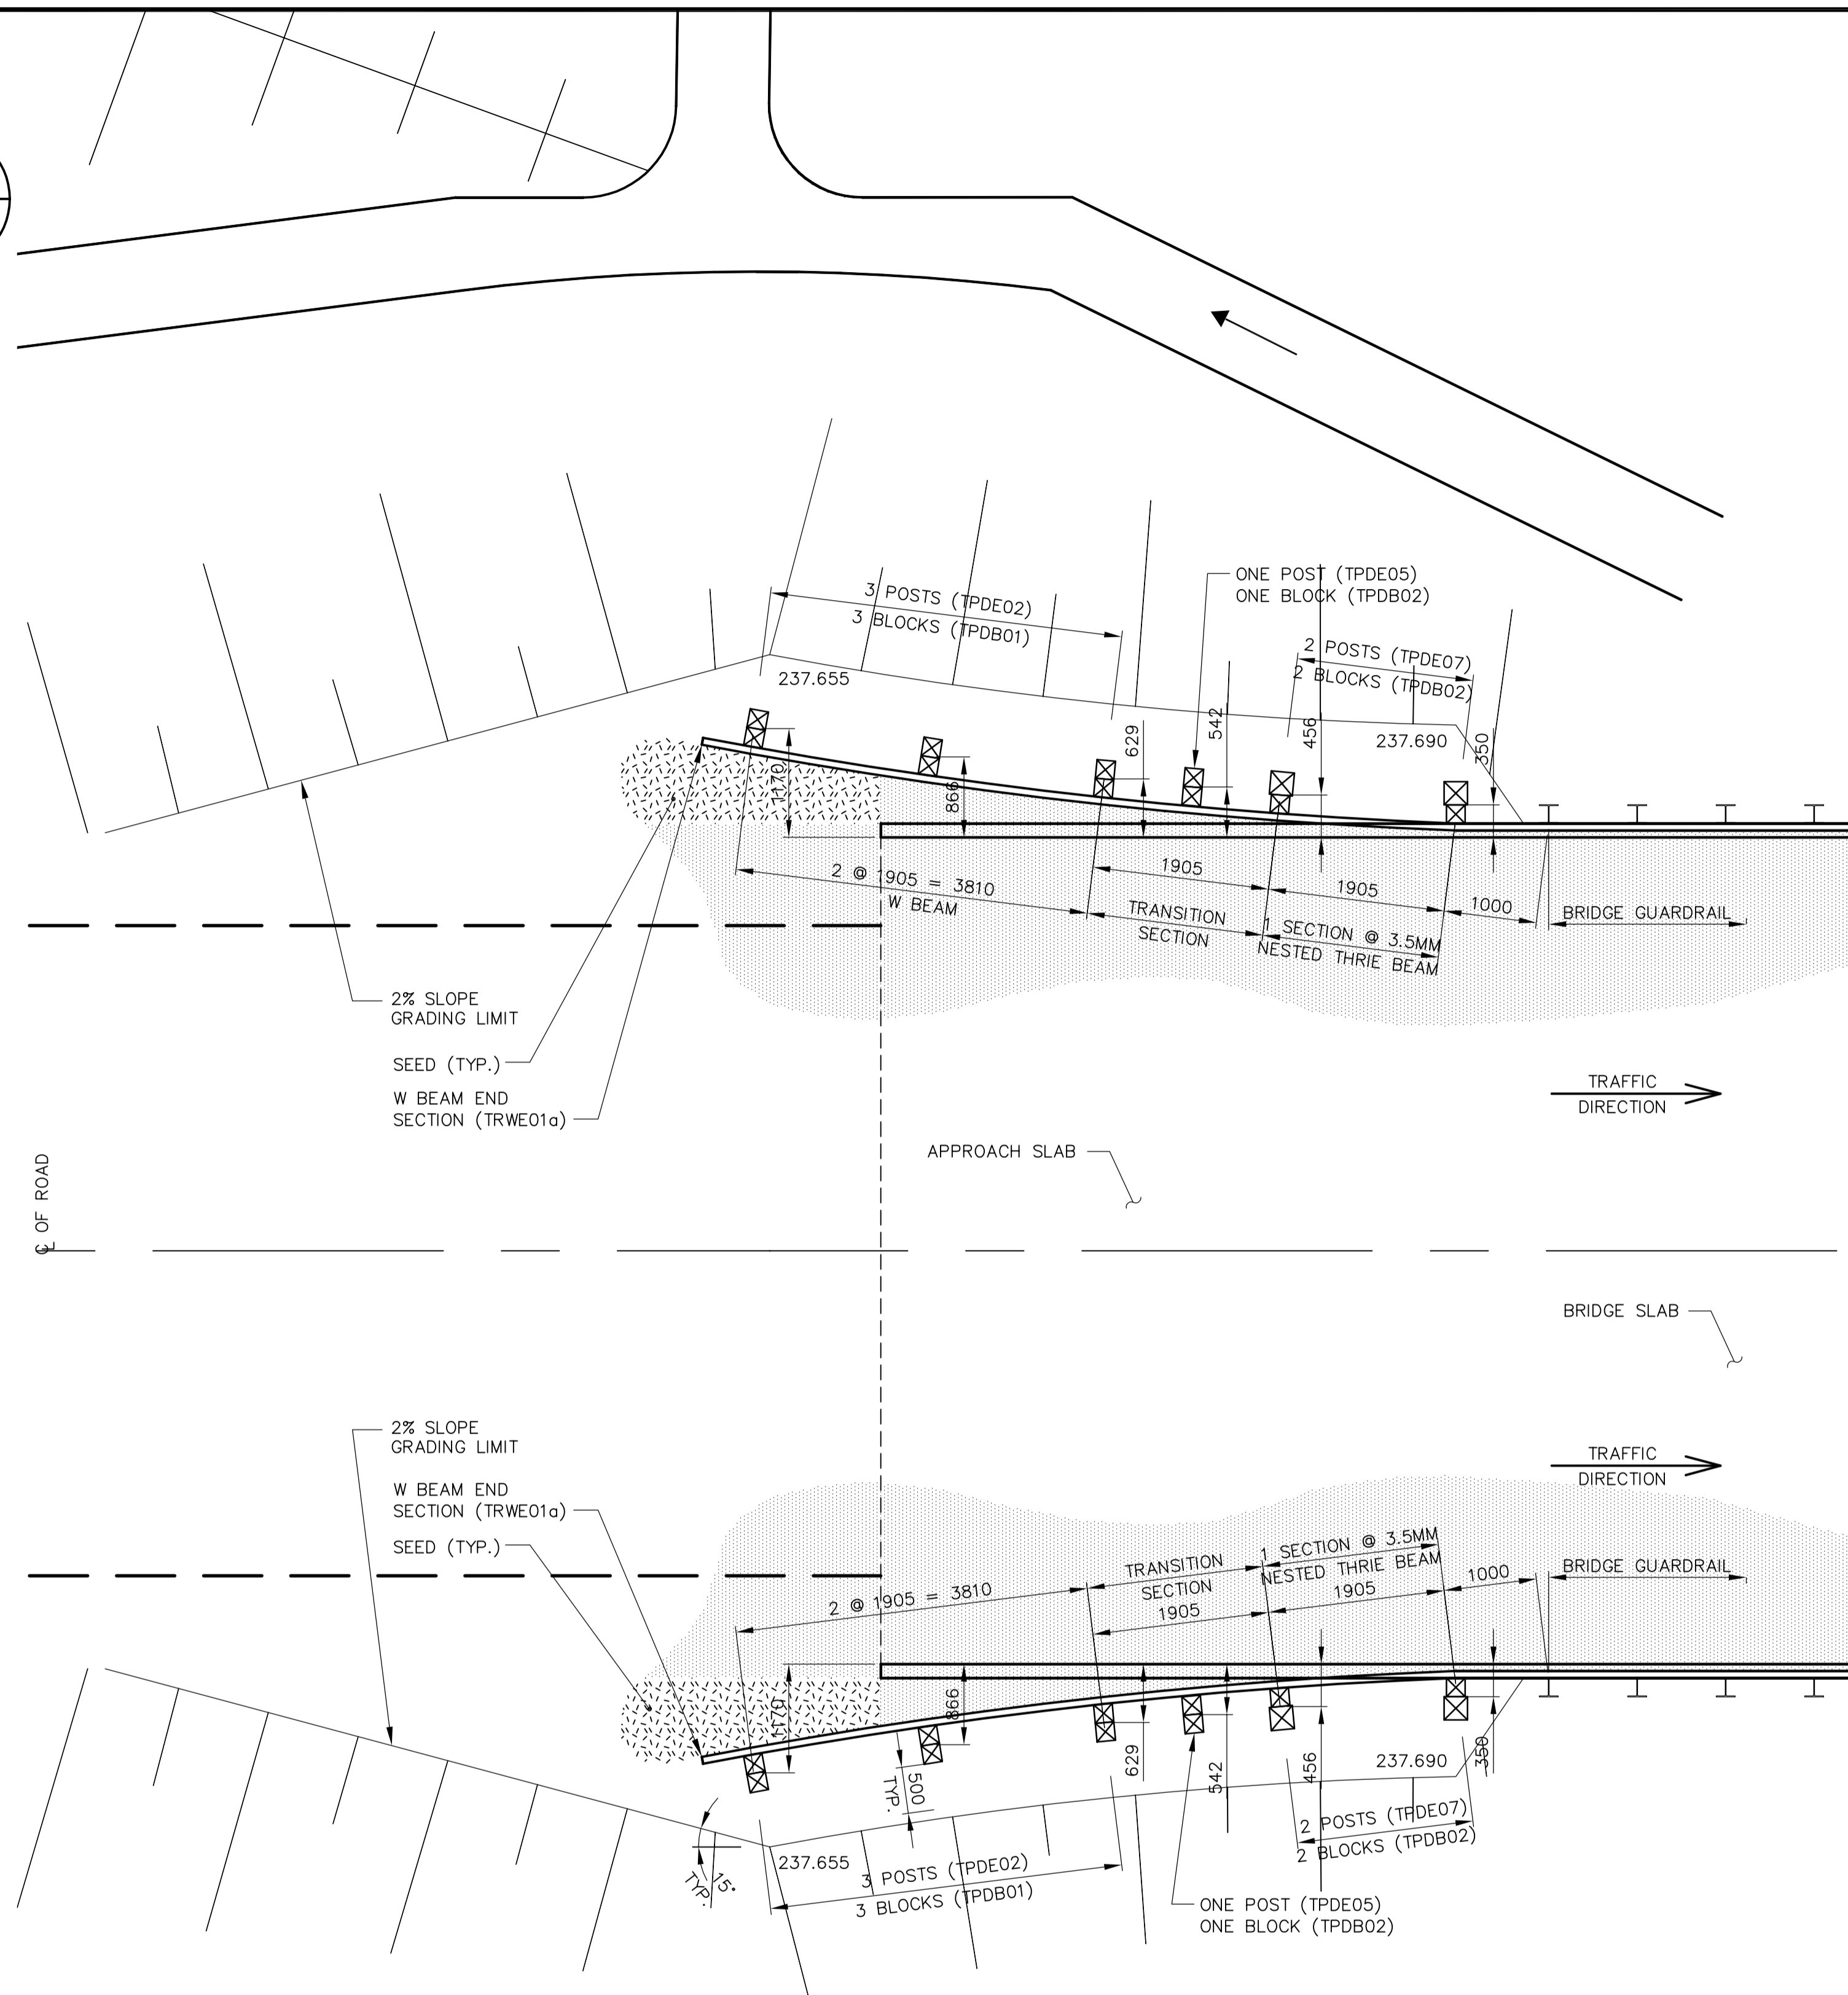 ONE POST (TPDE05)
ONE BLOCK (TPDB02)
3 POSTS (TPDE02)
3 BLOCKS (TPDB01)
2 POSTS (TPDE07)
2 BLOCKS (TPDB02)
237.655
237.690
1170
866
629
542
456
350
2 @ 1905 = 3810
W BEAM
1905
TRANSITION
SECTION
1905
1 SECTION @ 3.5MM
NESTED THRIE BEAM
1000
BRIDGE GUARDRAIL
2% SLOPE
GRADING LIMIT
SEED (TYP.)
W BEAM END
SECTION (TRWE01a)
TRAFFIC
DIRECTION
APPROACH SLAB
℄ OF ROAD
BRIDGE SLAB
2% SLOPE
GRADING LIMIT
W BEAM END
SECTION (TRWE01a)
SEED (TYP.)
TRAFFIC
DIRECTION
2 @ 1905 = 3810
TRANSITION
SECTION
1905
1 SECTION @ 3.5MM
NESTED THRIE BEAM
1905
1000
BRIDGE GUARDRAIL
1170
866
629
542
456
350
500
TYP.
15°
TYP.
237.655
237.690
3 POSTS (TPDE02)
3 BLOCKS (TPDB01)
2 POSTS (TPDE07)
2 BLOCKS (TPDB02)
ONE POST (TPDE05)
ONE BLOCK (TPDB02)